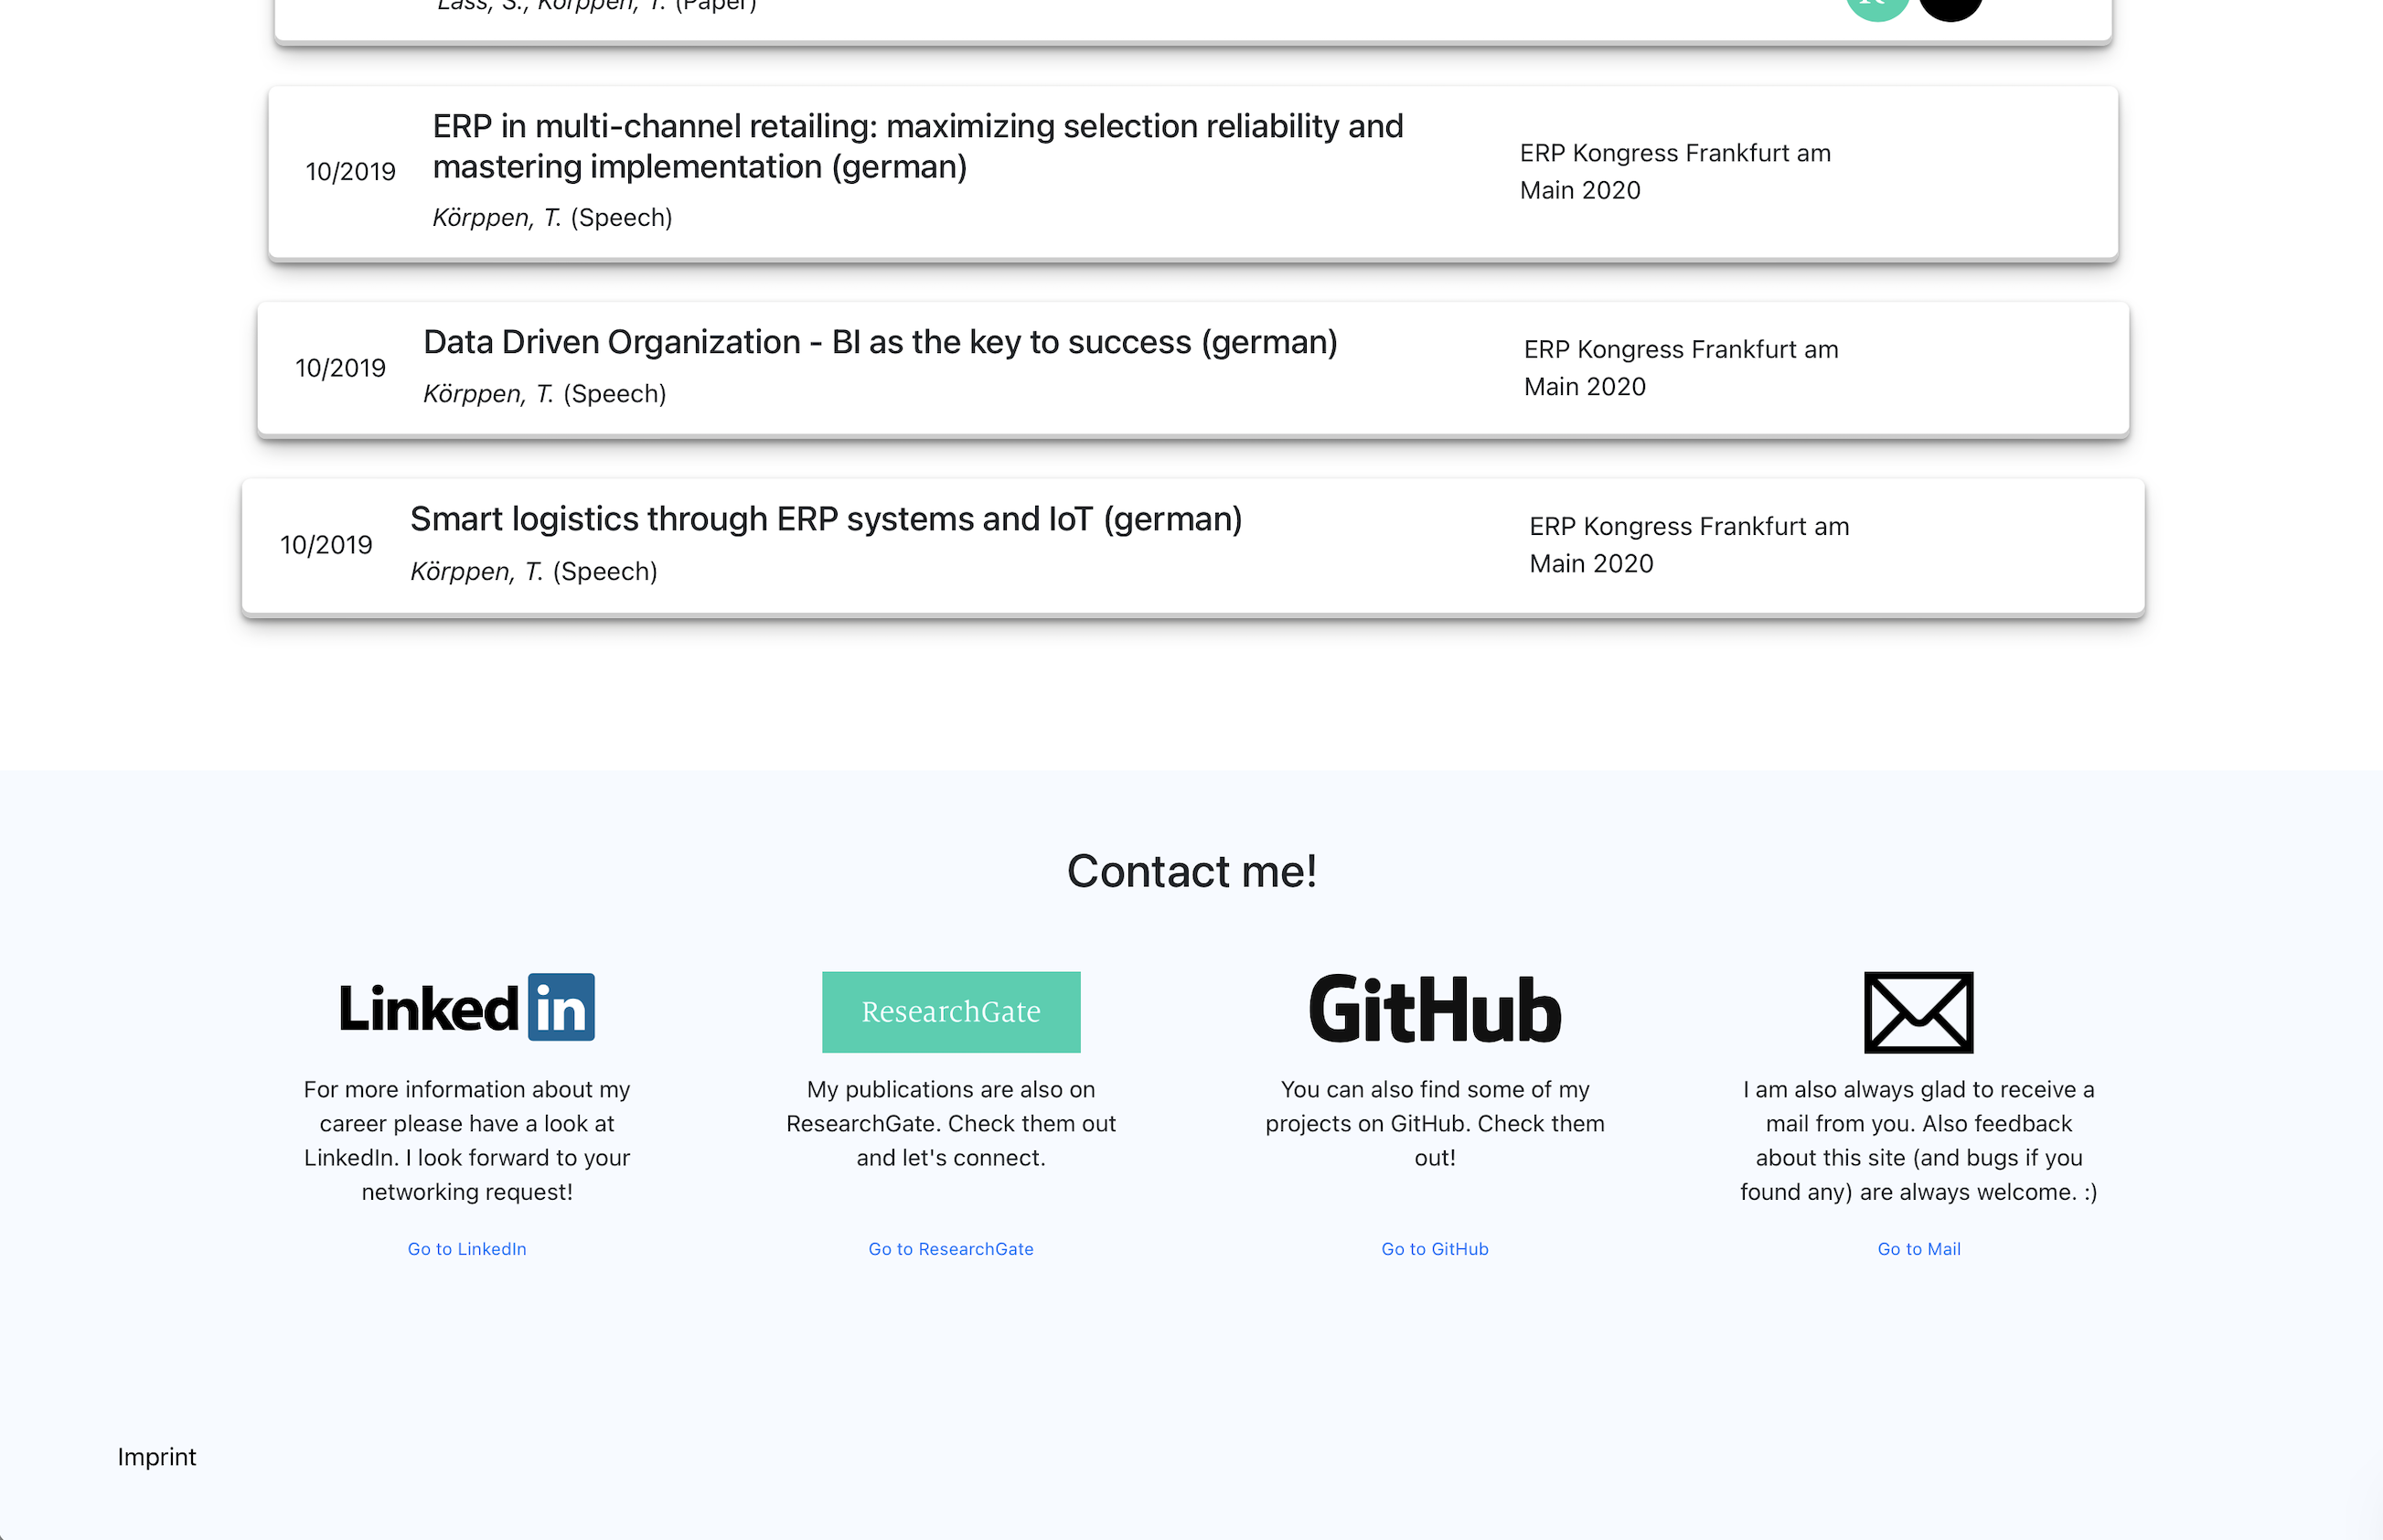 Lass, S., Körppen, T. (Paper)
ERP in multi-channel retailing: maximizing selection reliability and
mastering implementation (german)
10/2019
Körppen, T. (Speech)
ERP Kongress Frankfurt am
Main 2020
Data Driven Organization - BI as the key to success (german)
10/2019
Körppen, T. (Speech)
ERP Kongress Frankfurt am
Main 2020
Smart logistics through ERP systems and IoT (german)
10/2019
Körppen, T. (Speech)
ERP Kongress Frankfurt am
Main 2020
Contact me!
Linked in
For more information about my
career please have a look at
LinkedIn. I look forward to your
networking request!
Go to LinkedIn
ResearchGate
My publications are also on
ResearchGate. Check them out
and let's connect.
Go to ResearchGate
GitHub
You can also find some of my
projects on GitHub. Check them
out!
Go to GitHub
I am also always glad to receive a
mail from you. Also feedback
about this site (and bugs if you
found any) are always welcome. :)
Go to Mail
Imprint